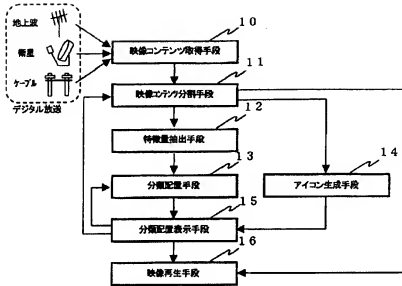 地上波
衛星
ケーブル
デジタル放送
10
映像コンテンツ取得手段
11
映像コンテンツ分割手段
12
特徴量抽出手段
13
分類配置手段
14
アイコン生成手段
15
分類配置表示手段
16
映像再生手段